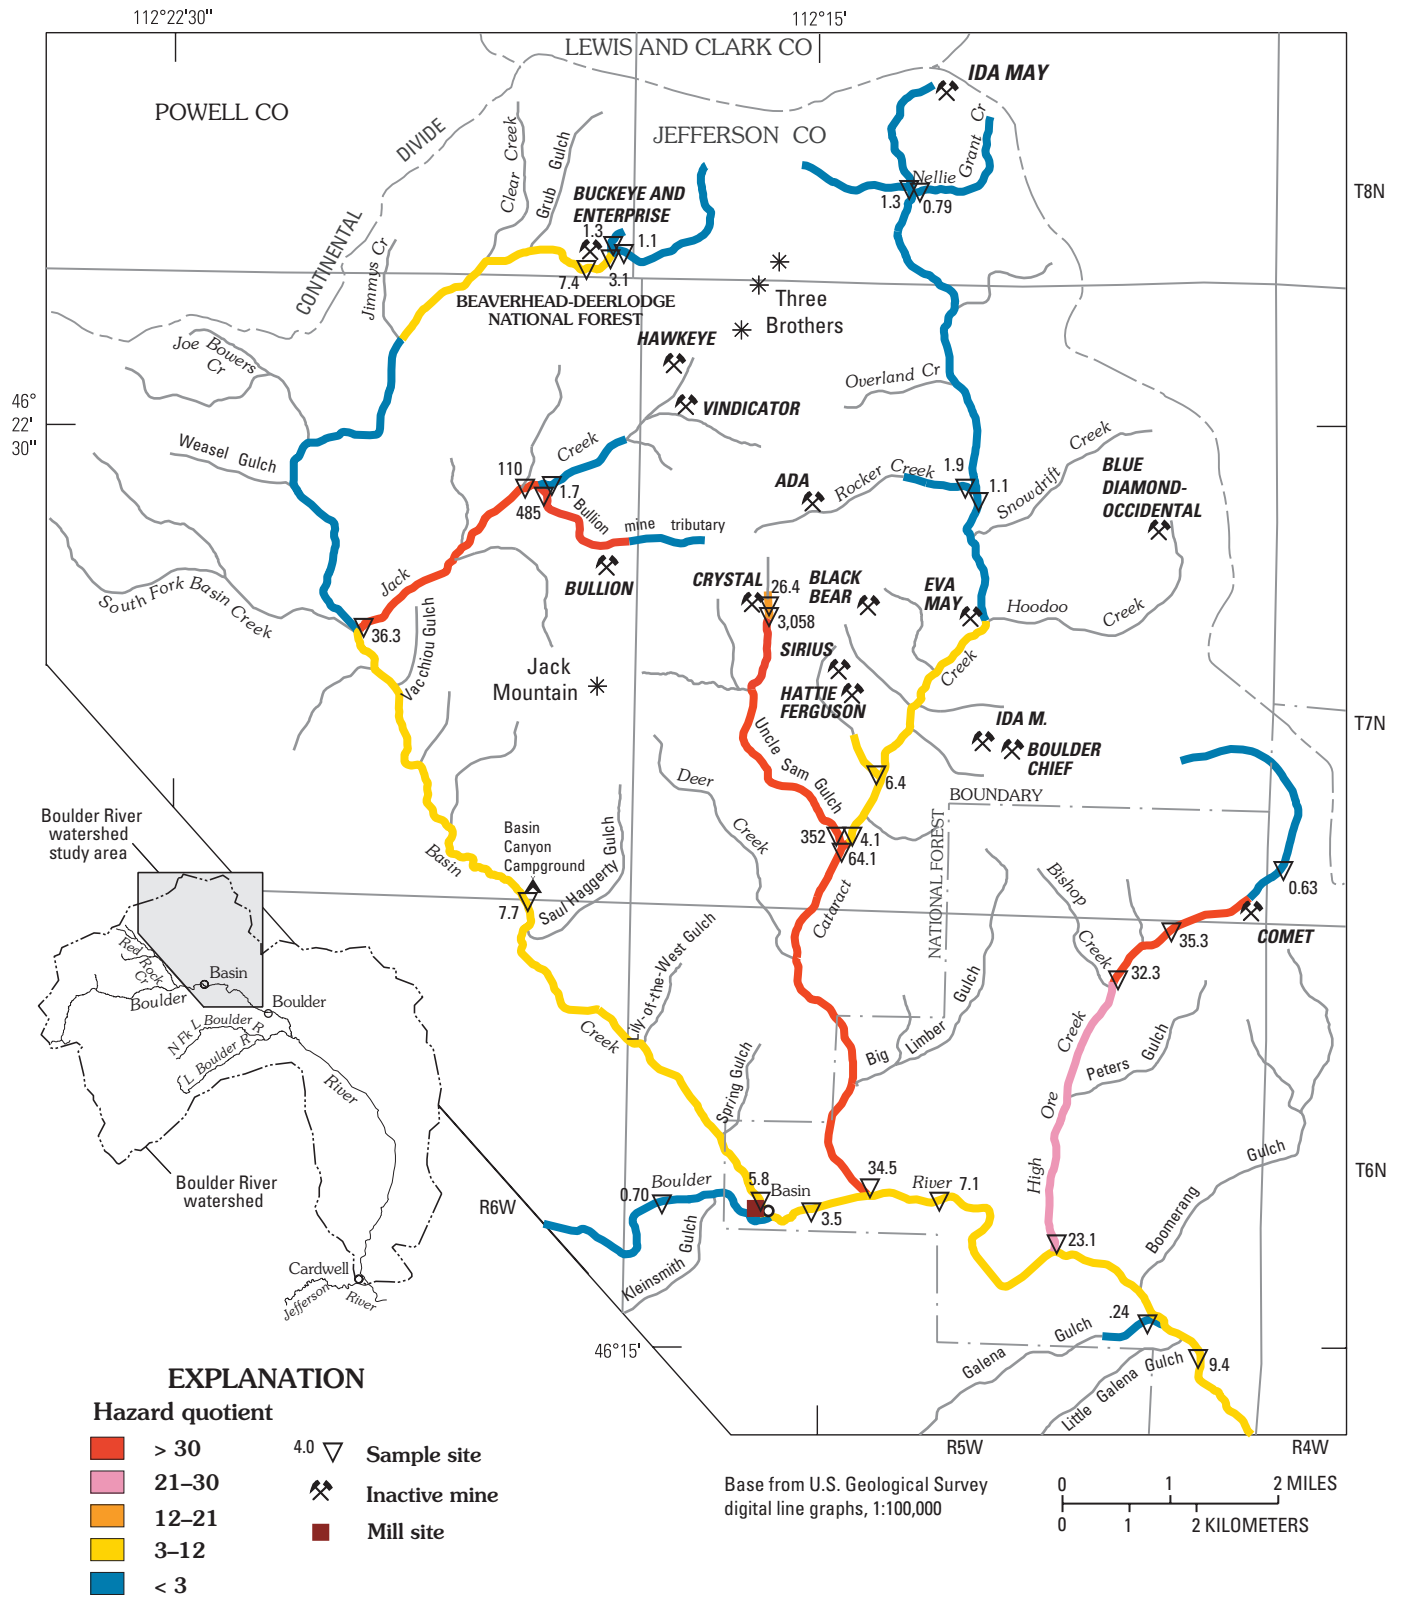 112°22'30"
112°15'
LEWIS AND CLARK CO
IDA MAY
POWELL CO
JEFFERSON CO
DIVIDE
CONTINENTAL
Clear Creek
Grub Gulch
Grant Cr
Nellie
1.3
0.79
T8N
BUCKEYE AND
ENTERPRISE
1.3
1.1
7.4
3.1
Jimmys Cr
BEAVERHEAD-DEERLODGE
NATIONAL FOREST
Three
Brothers
Joe Bowers
Cr
HAWKEYE
VINDICATOR
Overland Cr
46°
22'
30"
Weasel Gulch
Creek
110
1.7
485
Bullion
mine tributary
BULLION
ADA
Rocker Creek
1.9
1.1
Snowdrift Creek
BLUE
DIAMOND-
OCCIDENTAL
South Fork Basin Creek
Jack
36.3
Vacchiou Gulch
CRYSTAL
26.4
3,058
BLACK
BEAR
EVA
MAY
Hoodoo Creek
SIRIUS
HATTIE
FERGUSON
Creek
Jack
Mountain
IDA M.
BOULDER
CHIEF
T7N
Uncle Sam Gulch
6.4
BOUNDARY
NATIONAL FOREST
Deer
Creek
352
4.1
64.1
Cataract
Boulder River
watershed
study area
Basin
Basin
Canyon
Campground
7.7
Saul Haggerty Gulch
Bishop
Creek
0.63
COMET
35.3
32.3
Lily-of-the-West Gulch
Creek
Big Limber Gulch
Spring Gulch
High Ore Creek
Peters Gulch
Red Rock
Cr
Basin
Boulder
Boulder
N Fk L Boulder R
L Boulder R
River
Boulder River
watershed
Cardwell
Jefferson
River
Gulch
Boomerang
T6N
R6W
0.70
Boulder
5.8
Basin
3.5
34.5
River
7.1
23.1
Kleinsmith Gulch
.24
Galena Gulch
Little Galena Gulch
9.4
46°15'
R5W
R4W
EXPLANATION
Hazard quotient
> 30
21–30
12–21
3–12
< 3
4.0
Sample site
Inactive mine
Mill site
Base from U.S. Geological Survey
digital line graphs, 1:100,000
0 1 2 MILES
0 1 2 KILOMETERS